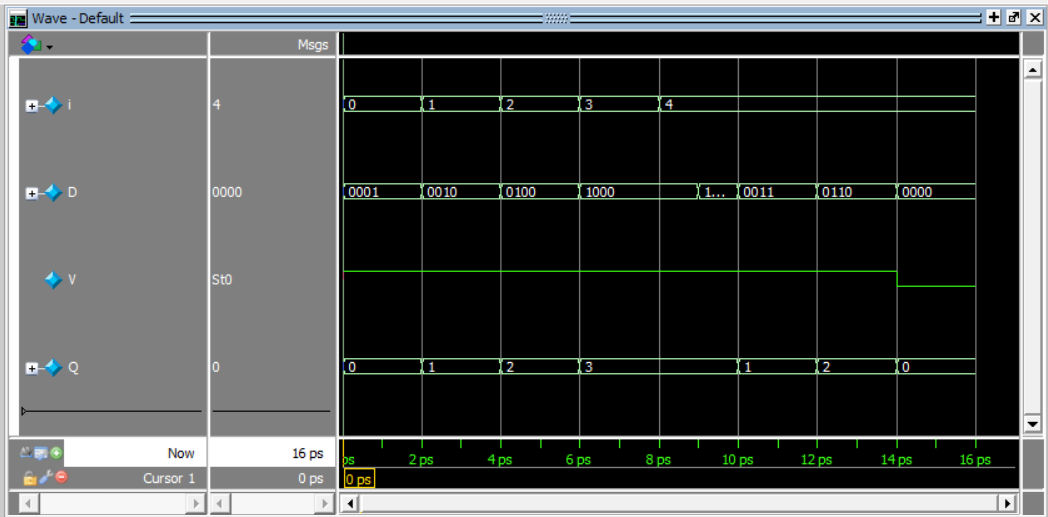 Wave - Default
Msgs
i 4 0 1 2 3 4
D 0000 0001 0010 0100 1000 1... 0011 0110 0000
V St0
Q 0 0 1 2 3 1 2 0
Now 16 ps ps 2 ps 4 ps 6 ps 8 ps 10 ps 12 ps 14 ps 16 ps
Cursor 1 0 ps 0 ps